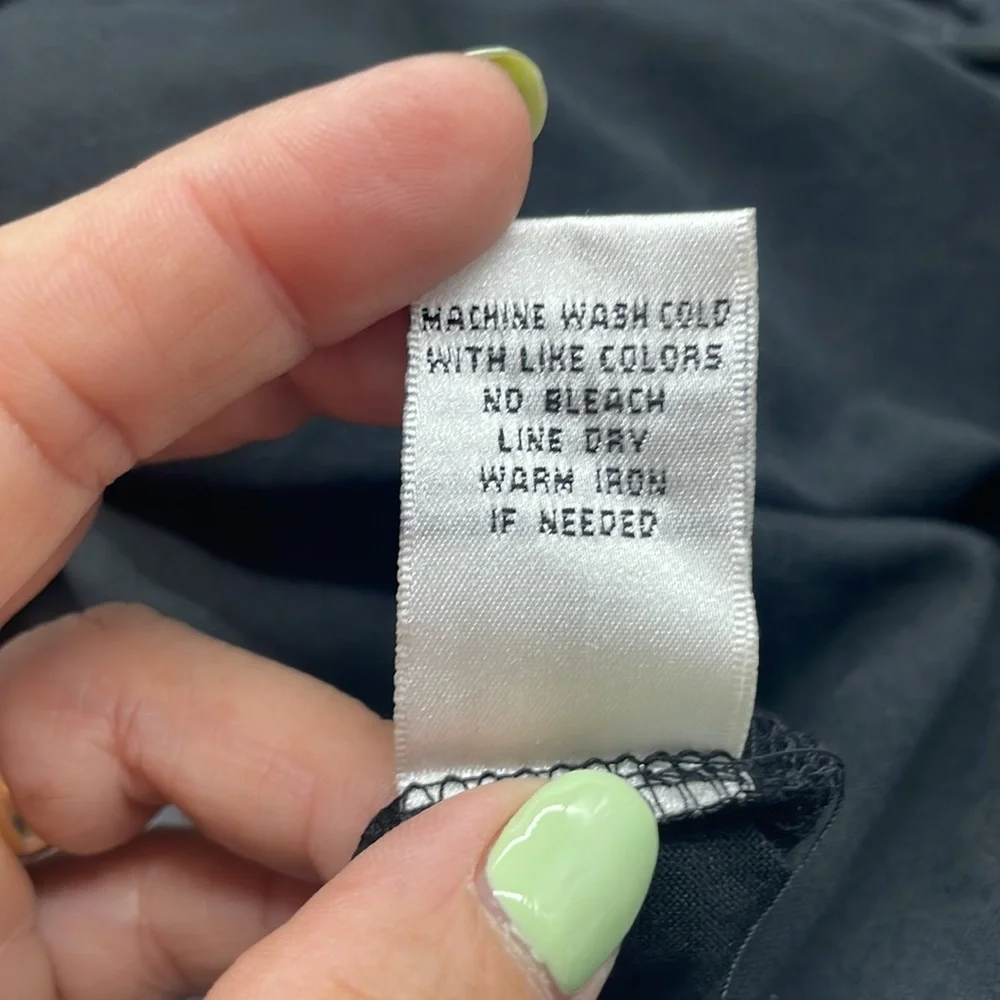 MACHINE WASH COLD
WITH LIKE COLORS
NO BLEACH
LINE DRY
WARM IRON
IF NEEDED